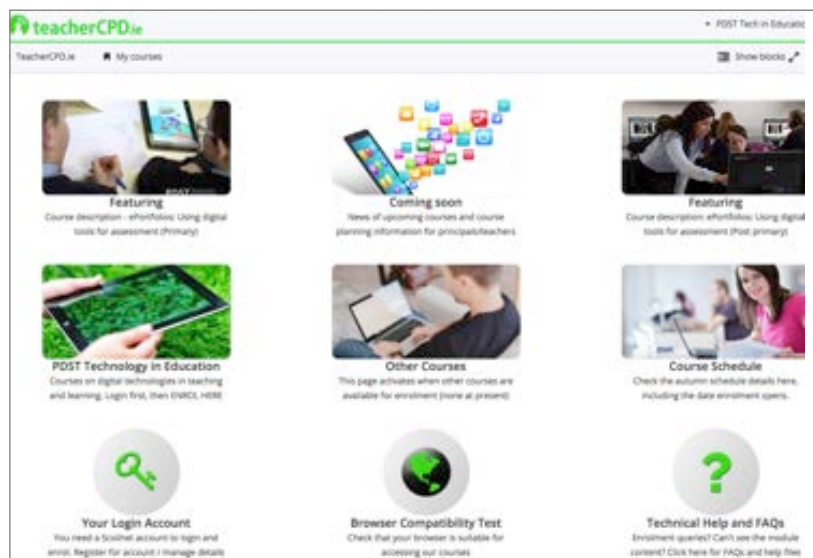 teacherCPD.ie
PDST Tech in Educatio
TeacherCPD.ie
My courses
Show blocks
PDST
Featuring
Course description - ePortfolios: Using digital
tools for assessment (Primary)
Coming soon
News of upcoming courses and course
planning information for principals/teachers
Featuring
Course description: ePortfolios: Using digital
tools for assessment (Post primary)
PDST Technology in Education
Courses on digital technologies in teaching
and learning. Login first, then ENROL HERE
Other Courses
This page activates when other courses are
available for enrolment (none at present)
Course Schedule
Check the autumn schedule details here,
including the date enrolment opens.
Your Login Account
You need a Scoilnet account to login and
enrol. Register for account / manage details
Browser Compatibility Test
Check that your browser is suitable for
accessing our courses
Technical Help and FAQs
Enrolment queries? Can't see the module
content? Click here for FAQs and help files